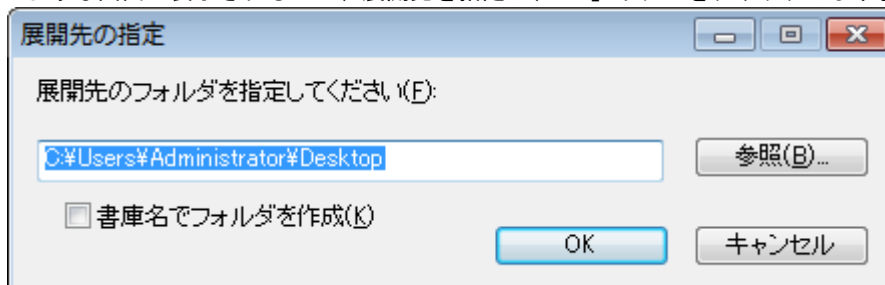 展開先の指定
展開先のフォルダを指定してください(F):
C:¥Users¥Administrator¥Desktop
参照(B)...
書庫名でフォルダを作成(K)
OK
キャンセル